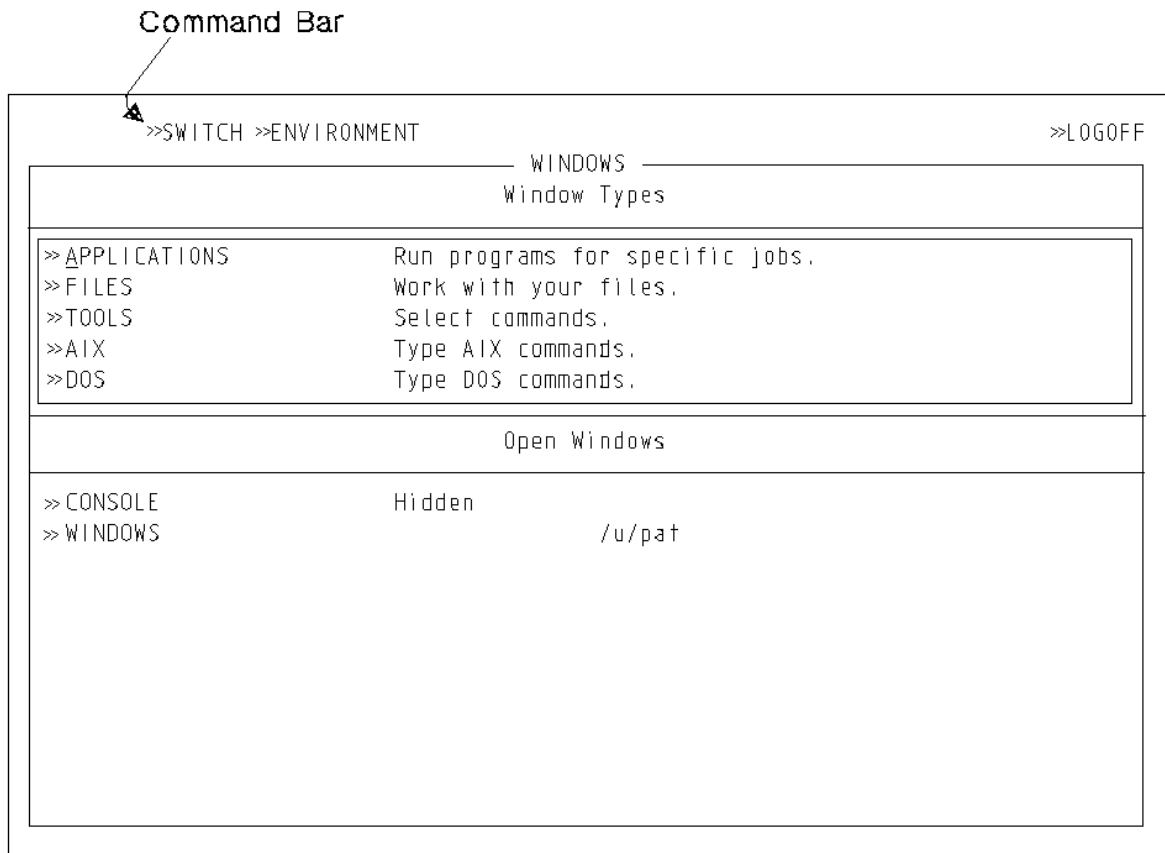 Command Bar
»SWITCH »ENVIRONMENT »LOGOFF
WINDOWS
Window Types
»APPLICATIONS Run programs for specific jobs.
»FILES Work with your files.
»TOOLS Select commands.
»AIX Type AIX commands.
»DOS Type DOS commands.
Open Windows
»CONSOLE Hidden
»WINDOWS /u/pat